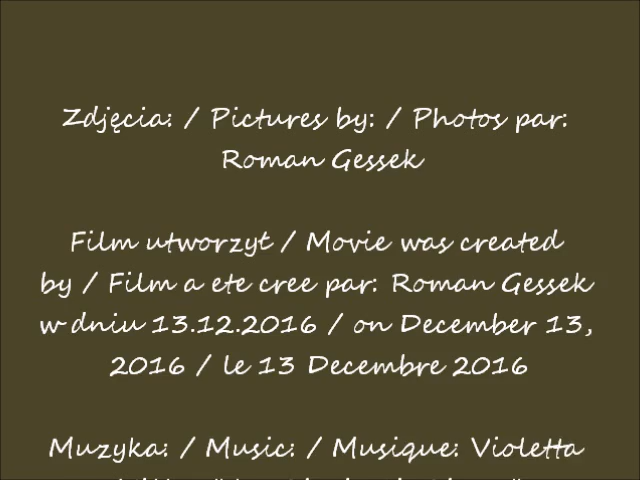 Zdjęcia: / Pictures by: / Photos par:
Roman Gessek
Film utworzył / Movie was created
by / Film a ete cree par: Roman Gessek
w dniu 13.12.2016 / on December 13,
2016 / le 13 Decembre 2016
Muzyka: / Music: / Musique: Violetta